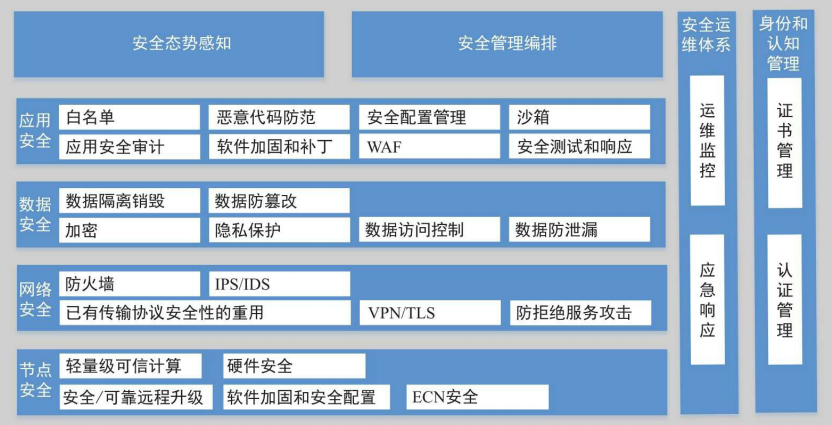 安全态势感知
安全管理编排
安全运
维体系
身份和
认知
管理
应用
安全
白名单
恶意代码防范
安全配置管理
沙箱
应用安全审计
软件加固和补丁
WAF
安全测试和响应
数据
安全
数据隔离销毁
数据防篡改
加密
隐私保护
数据访问控制
数据防泄漏
网络
安全
防火墙
IPS/IDS
已有传输协议安全性的重用
VPN/TLS
防拒绝服务攻击
节点
安全
轻量级可信计算
硬件安全
安全/可靠远程升级
软件加固和安全配置
ECN安全
运维监控
应急响应
证书管理
认证管理